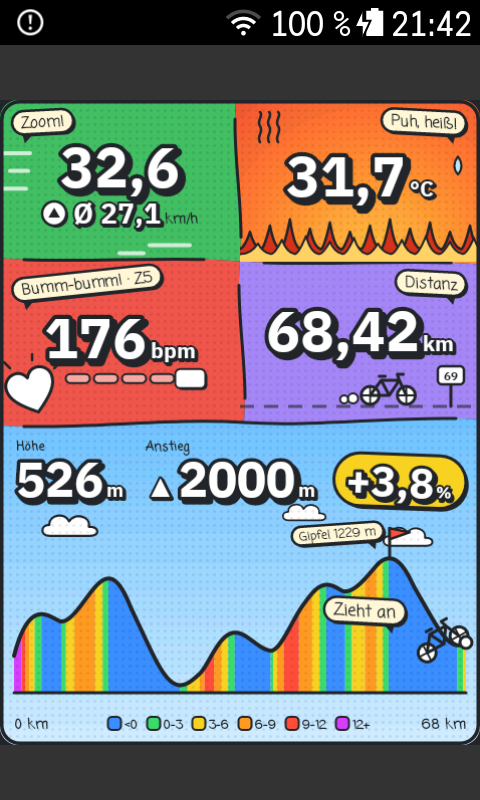 100 % 21:42
Zoom!
32,6
Ø 27,1 km/h
Puh, heiß!
31,7 °C
Bumm-bumm! · Z5
176 bpm
Distanz
68,42 km
69
Höhe
526 m
Anstieg
2000 m
+3,8 %
Gipfel 1229 m
Zieht an
0 km
<0 0-3 3-6 6-9 9-12 12+
68 km